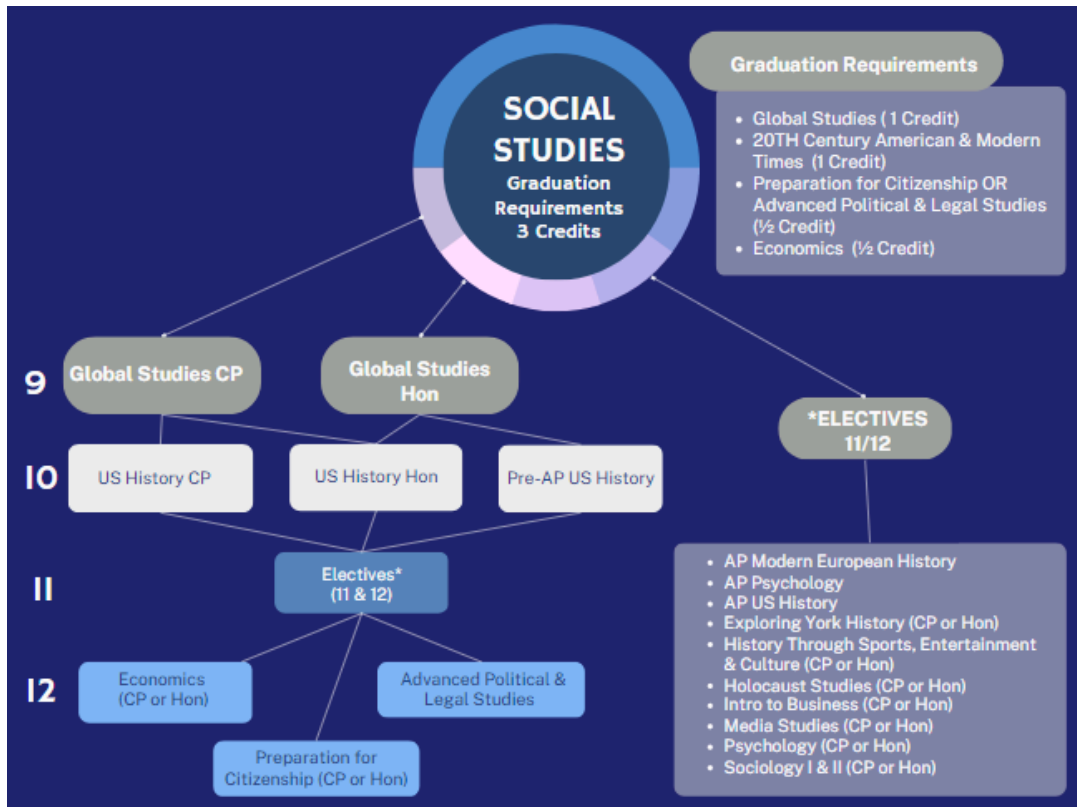 SOCIAL
STUDIES
Graduation
Requirements
3 Credits
Graduation Requirements
• Global Studies ( 1 Credit)
• 20TH Century American & Modern
Times (1 Credit)
• Preparation for Citizenship OR
Advanced Political & Legal Studies
(½ Credit)
• Economics (½ Credit)
9
Global Studies CP
Global Studies
Hon
*ELECTIVES
11/12
10
US History CP
US History Hon
Pre-AP US History
11
Electives*
(11 & 12)
• AP Modern European History
• AP Psychology
• AP US History
• Exploring York History (CP or Hon)
• History Through Sports, Entertainment
& Culture (CP or Hon)
• Holocaust Studies (CP or Hon)
• Intro to Business (CP or Hon)
• Media Studies (CP or Hon)
• Psychology (CP or Hon)
• Sociology I & II (CP or Hon)
12
Economics
(CP or Hon)
Advanced Political &
Legal Studies
Preparation for
Citizenship (CP or Hon)